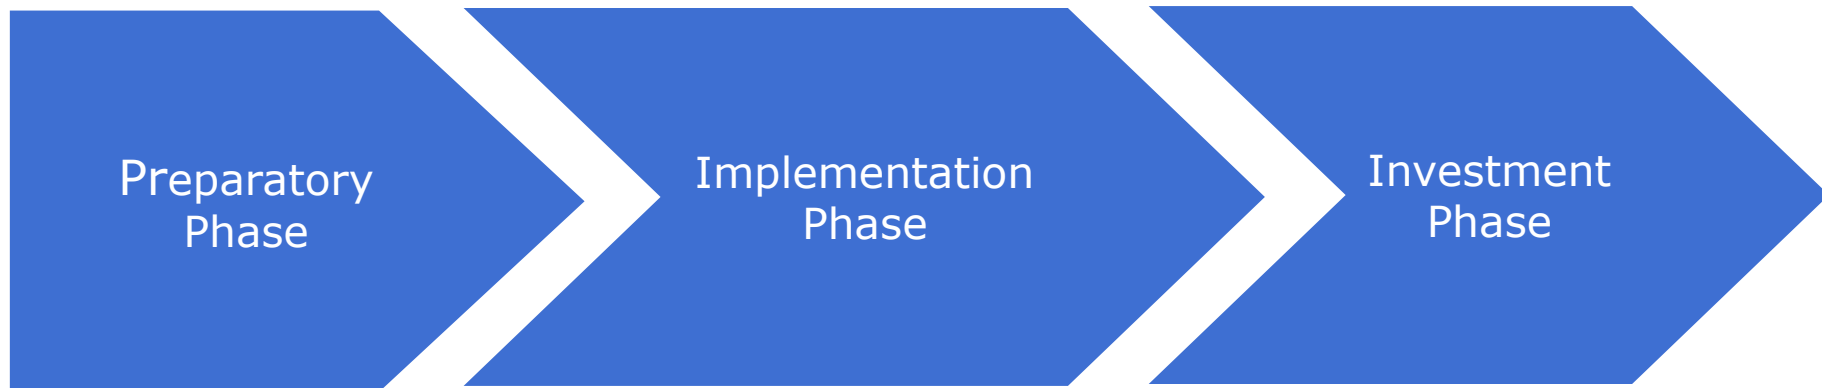 Preparatory
Phase
Implementation
Phase
Investment
Phase